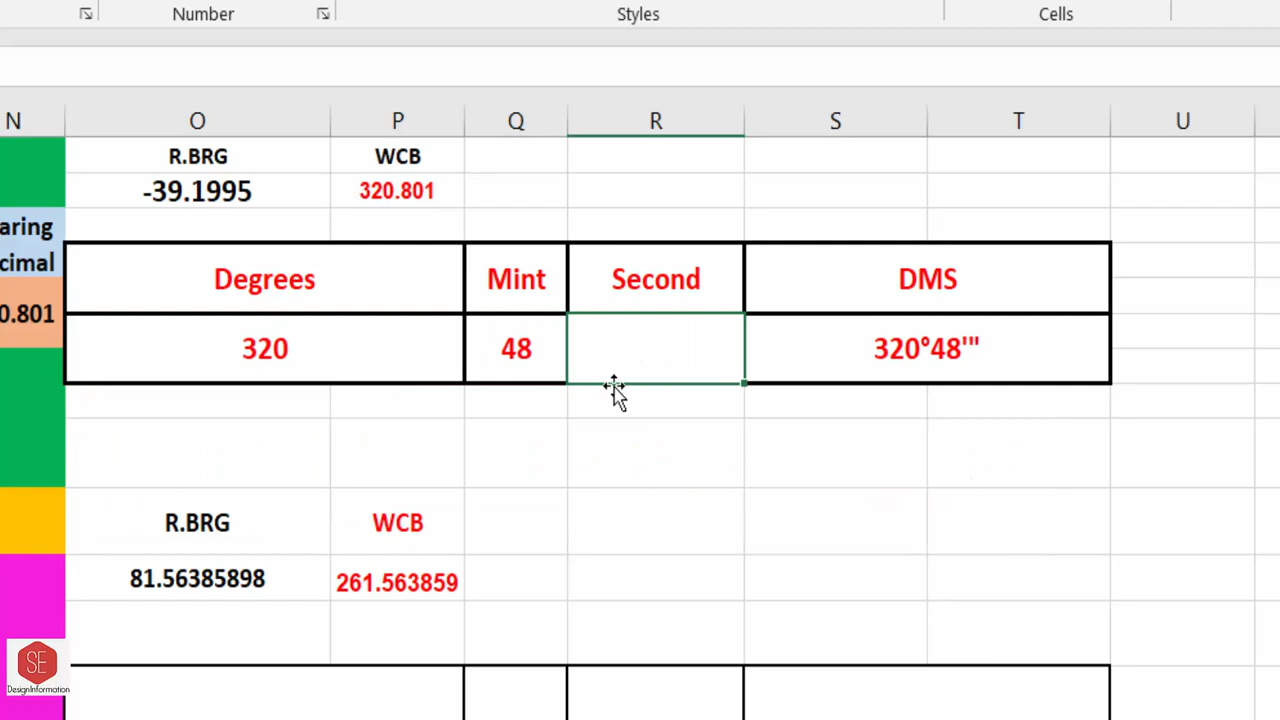 Number
Styles
Cells
N O P Q R S T U
R.BRG WCB
-39.1995 320.801
aring
cimal
0.801
Degrees Mint Second DMS
320 48 320°48'"
R.BRG WCB
81.56385898 261.563859
SE
DesignInformation